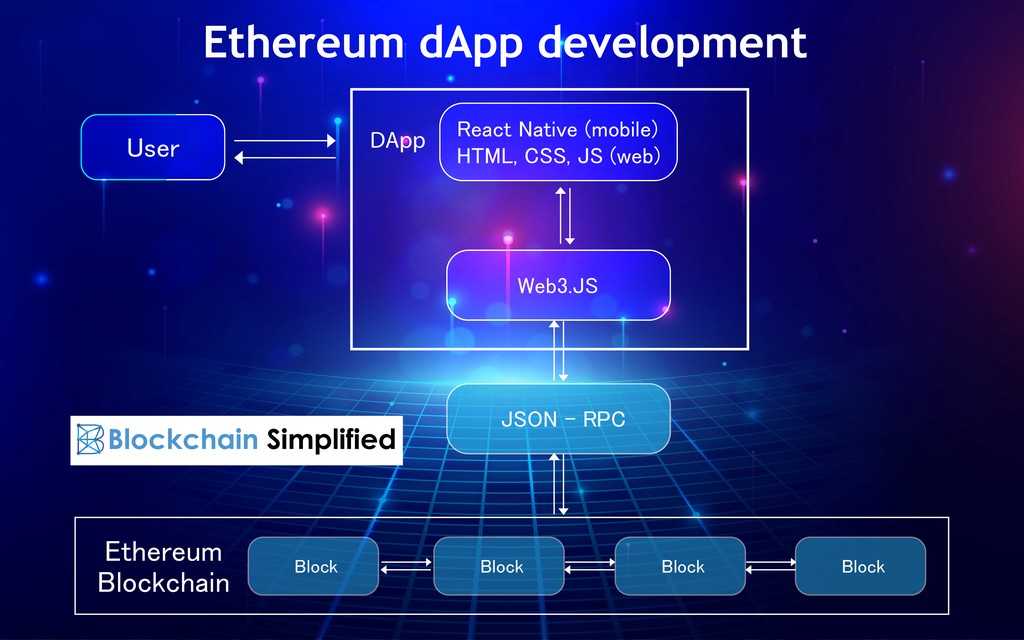 Ethereum dApp development
User
DApp
React Native (mobile)
HTML, CSS, JS (web)
Web3.JS
JSON - RPC
Blockchain Simplified
Ethereum
Blockchain
Block
Block
Block
Block